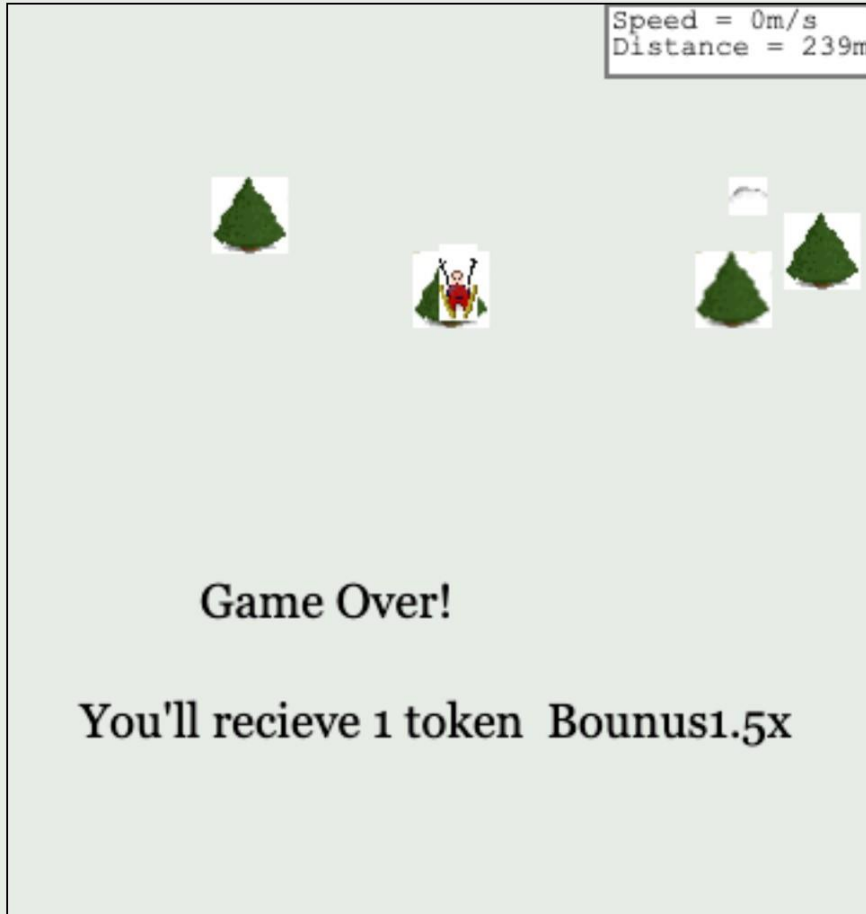 Speed = 0m/s
Distance = 239m
Game Over!
You'll recieve 1 token  Bounus1.5x